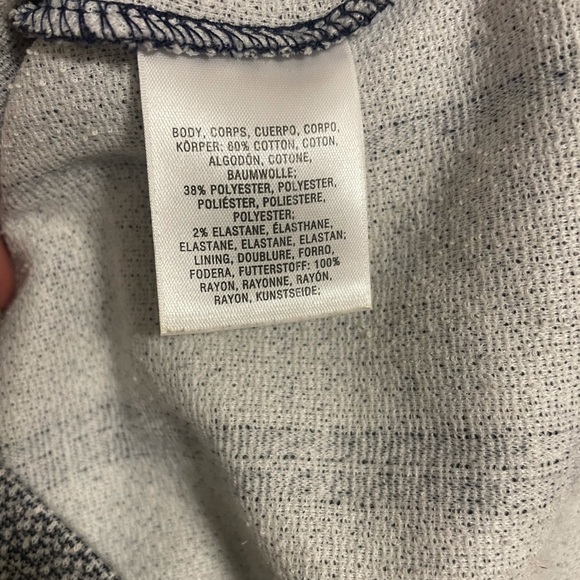 BODY, CORPS, CUERPO, CORPO,
KÖRPER: 60% COTTON, COTON,
ALGODÓN, COTONE,
BAUMWOLLE;
38% POLYESTER, POLYESTER,
POLIÉSTER, POLIESTERE,
POLYESTER;
2% ELASTANE, ÉLASTHANE,
ELASTANE, ELASTANE, ELASTAN;
LINING, DOUBLURE, FORRO,
FODERA, FUTTERSTOFF: 100%
RAYON, RAYONNE, RAYÓN,
RAYON, KUNSTSEIDE;